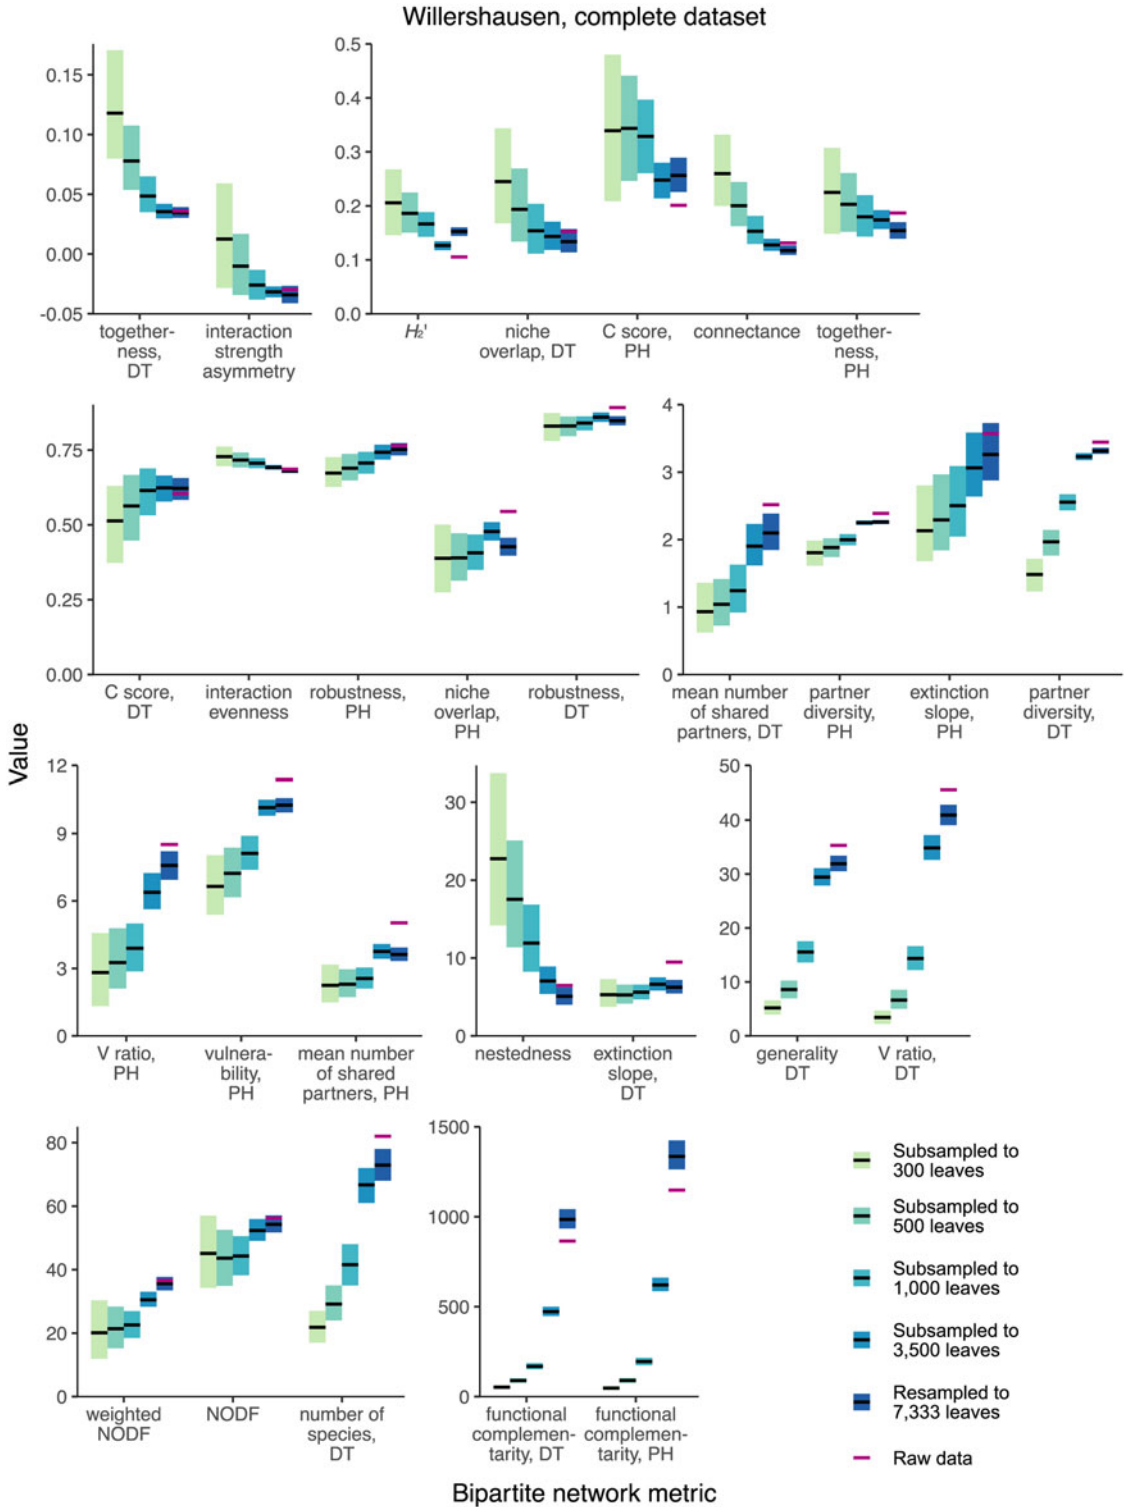 Willershausen, complete dataset
0.15
0.10
0.05
0.00
-0.05
together-
ness,
DT
interaction
strength
asymmetry
0.5
0.4
0.3
0.2
0.1
0.0
H₂'
niche
overlap, DT
C score,
PH
connectance
together-
ness,
PH
Value
0.75
0.50
0.25
0.00
C score,
DT
interaction
evenness
robustness,
PH
niche
overlap,
PH
robustness,
DT
4
3
2
1
0
mean number
of shared
partners, DT
partner
diversity,
PH
extinction
slope,
PH
partner
diversity,
DT
12
9
6
3
0
V ratio,
PH
vulnera-
bility,
PH
mean number
of shared
partners, PH
30
20
10
0
nestedness
extinction
slope,
DT
50
40
30
20
10
0
generality
DT
V ratio,
DT
80
60
40
20
0
weighted
NODF
NODF
number of
species,
DT
1500
1000
500
0
functional
complemen-
tarity, DT
functional
complemen-
tarity, PH
Subsampled to
300 leaves
Subsampled to
500 leaves
Subsampled to
1,000 leaves
Subsampled to
3,500 leaves
Resampled to
7,333 leaves
Raw data
Bipartite network metric